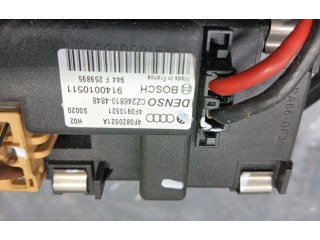 4F0820521A H02
4F0910521 S0020
DENSO CZ246810-4848
BOSCH 9140010511
Made in France 944 F 259895